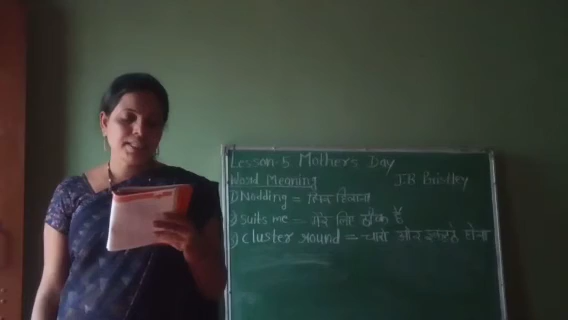 Lesson-5 Mother's Day
Word Meaning J.B Priestley
1) Nodding = सिर हिलाना
2) suits me = मेरे लिए ठीक है
3) Cluster round = चारों ओर इकट्ठे होना